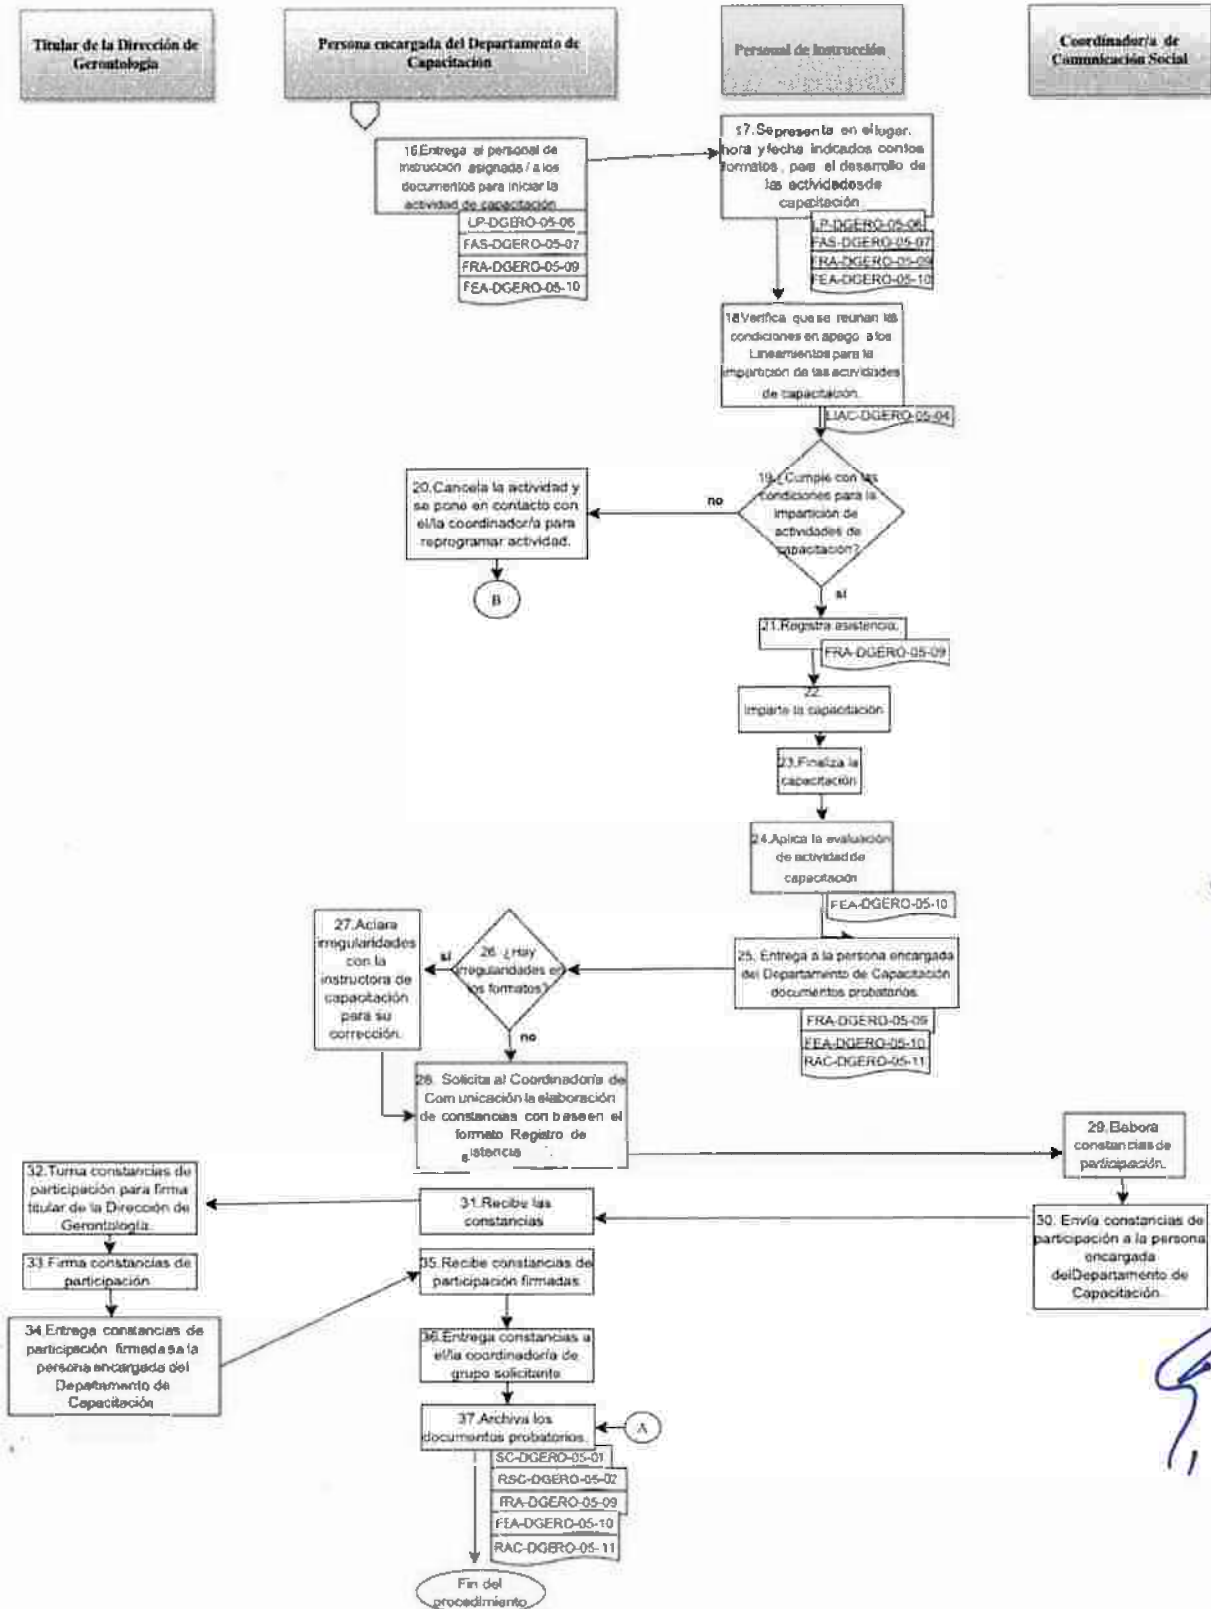 Titular de la Dirección de
Gerontología
Persona encargada del Departamento de
Capacitación
Personal de Instrucción
Coordinador/a de
Comunicación Social
16.Entrega al personal de
instrucción asignada / a los
documentos para iniciar la
actividad de capacitación
LP-DGERO-05-06
FAS-DGERO-05-07
FRA-DGERO-05-09
FEA-DGERO-05-10
17.Se presenta en el lugar,
hora y fecha indicados con los
formatos, para el desarrollo de
las actividades de
capacitación
LP-DGERO-05-06
FAS-DGERO-05-07
FRA-DGERO-05-09
FEA-DGERO-05-10
18Verifica que se reunan las
condiciones en apego a los
Lineamientos para la
impartición de las actividades
de capacitación.
LIAC-DGERO-05-04
19.¿Cumple con las
condiciones para la
impartición de
actividades de
capacitación?
no
20.Cancela la actividad y
se pone en contacto con
el/la coordinador/a para
reprogramar actividad.
B
si
21.Registra asistencia.
FRA-DGERO-05-09
22.
Imparte la capacitación
23.Finaliza la
capacitación
24.Aplica la evaluación
de actividad de
capacitación
FEA-DGERO-05-10
25. Entrega a la persona encargada
del Departamento de Capacitación
documentos probatorios.
FRA-DGERO-05-09
FEA-DGERO-05-10
RAC-DGERO-05-11
26. ¿Hay
irregularidades en
los formatos?
si
27.Aclara
irregularidades
con la
instructora de
capacitación
para su
corrección.
no
28. Solicita al Coordinador/a de
Comunicación la elaboración
de constancias con base en el
formato Registro de
sistencia
29.Elabora
constancias de
participación.
30. Envía constancias de
participación a la persona
encargada
del Departamento de
Capacitación.
31.Recibe las
constancias
32.Turna constancias de
participación para firma
titular de la Dirección de
Gerontología.
33.Firma constancias de
participación
34.Entrega constancias de
participación firmadas a la
persona encargada del
Departamento de
Capacitación
35.Recibe constancias de
participación firmadas
36.Entrega constancias a
el/la coordinador/a de
grupo solicitante
37.Archiva los
documentos probatorios.
A
SC-DGERO-05-01
RSC-DGERO-05-02
FRA-DGERO-05-09
FEA-DGERO-05-10
RAC-DGERO-05-11
Fin del
procedimiento